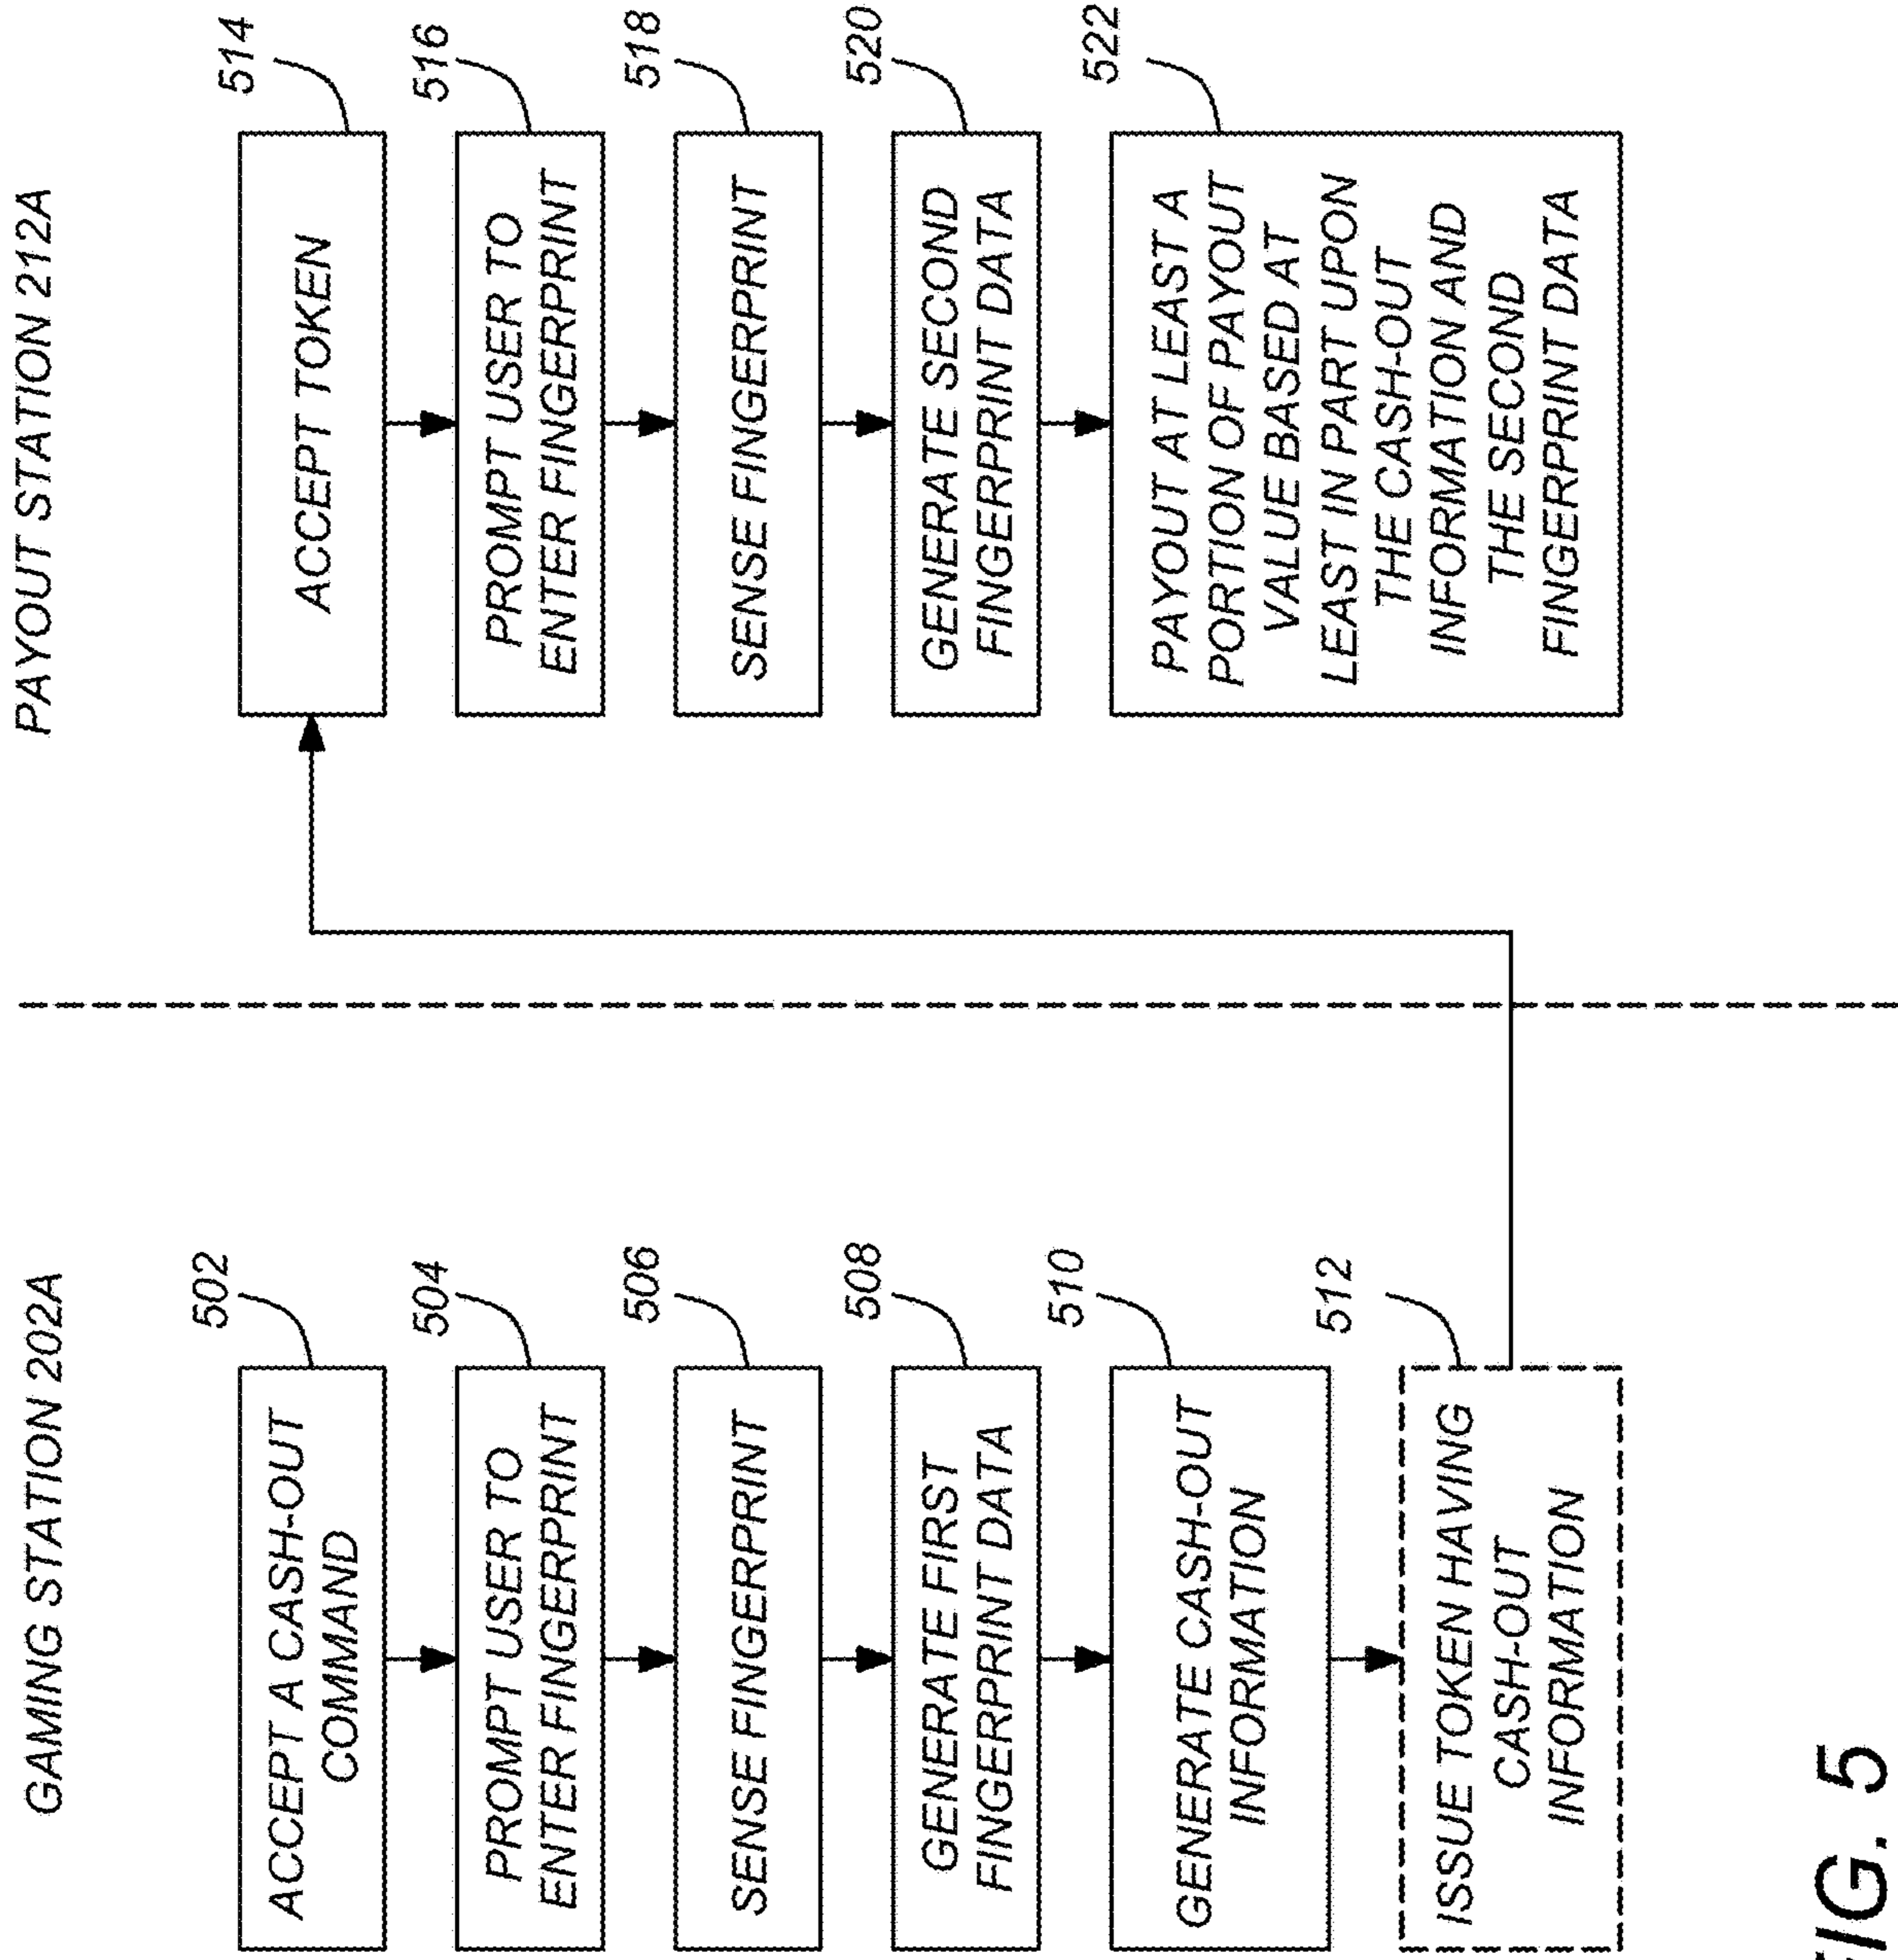 GAMING STATION 202A
502
ACCEPT A CASH-OUT
COMMAND
504
PROMPT USER TO
ENTER FINGERPRINT
506
SENSE FINGERPRINT
508
GENERATE FIRST
FINGERPRINT DATA
510
GENERATE CASH-OUT
INFORMATION
512
ISSUE TOKEN HAVING
CASH-OUT
INFORMATION
PAYOUT STATION 212A
514
ACCEPT TOKEN
516
PROMPT USER TO
ENTER FINGERPRINT
518
SENSE FINGERPRINT
520
GENERATE SECOND
FINGERPRINT DATA
522
PAYOUT AT LEAST A
PORTION OF PAYOUT
VALUE BASED AT
LEAST IN PART UPON
THE CASH-OUT
INFORMATION AND
THE SECOND
FINGERPRINT DATA
FIG. 5